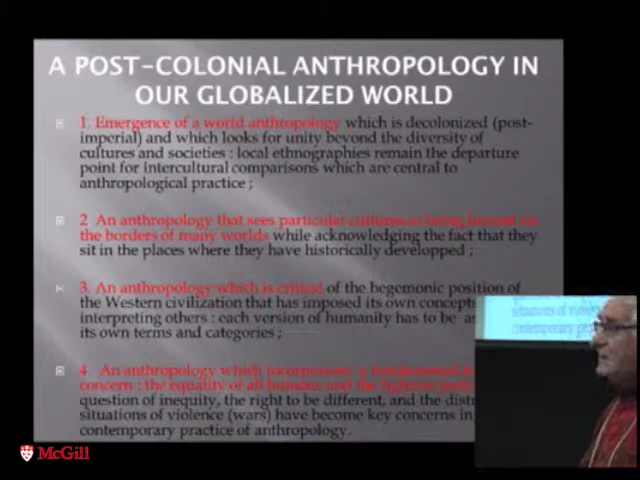 A POST-COLONIAL ANTHROPOLOGY IN
OUR GLOBALIZED WORLD
1. Emergence of a world anthropology which is decolonized (post-
imperial) and which looks for unity beyond the diversity of
cultures and societies : local ethnographies remain the departure
point for intercultural comparisons which are central to
anthropological practice ;
2 An anthropology that sees particular cultures as being
the borders of many worlds while acknowledging the fact that they
sit in the places where they have historically developped ;
3. An anthropology which is critical of the hegemonic position of
the Western civilization that has imposed its own concepts
interpreting others : each version of humanity has to be
its own terms and categories ;
4. An anthropology which incorporates a
concern : the equality of all humans and the
question of inequity, the right to be different, and the
situations of violence (wars) have become key concerns in
contemporary practice of anthropology.
situations of
contemporary
McGill